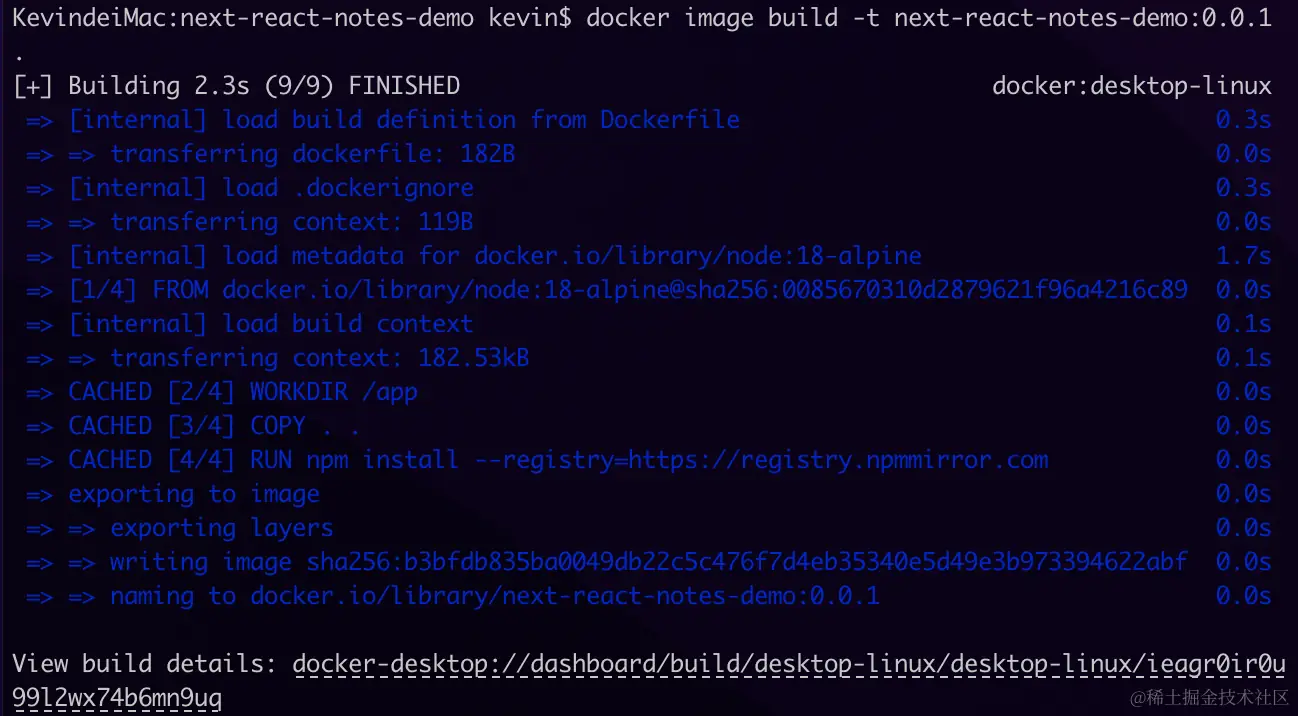 KevindeiMac:next-react-notes-demo kevin$ docker image build -t next-react-notes-demo:0.0.1
.
[+] Building 2.3s (9/9) FINISHED docker:desktop-linux
=> [internal] load build definition from Dockerfile 0.3s
=> => transferring dockerfile: 182B 0.0s
=> [internal] load .dockerignore 0.3s
=> => transferring context: 119B 0.0s
=> [internal] load metadata for docker.io/library/node:18-alpine 1.7s
=> [1/4] FROM docker.io/library/node:18-alpine@sha256:0085670310d2879621f96a4216c89 0.0s
=> [internal] load build context 0.1s
=> => transferring context: 182.53kB 0.1s
=> CACHED [2/4] WORKDIR /app 0.0s
=> CACHED [3/4] COPY . . 0.0s
=> CACHED [4/4] RUN npm install --registry=https://registry.npmmirror.com 0.0s
=> exporting to image 0.0s
=> => exporting layers 0.0s
=> => writing image sha256:b3bfdb835ba0049db22c5c476f7d4eb35340e5d49e3b973394622abf 0.0s
=> => naming to docker.io/library/next-react-notes-demo:0.0.1 0.0s
View build details: docker-desktop://dashboard/build/desktop-linux/desktop-linux/ieagr0ir0u
99l2wx74b6mn9uq
@稀土掘金技术社区